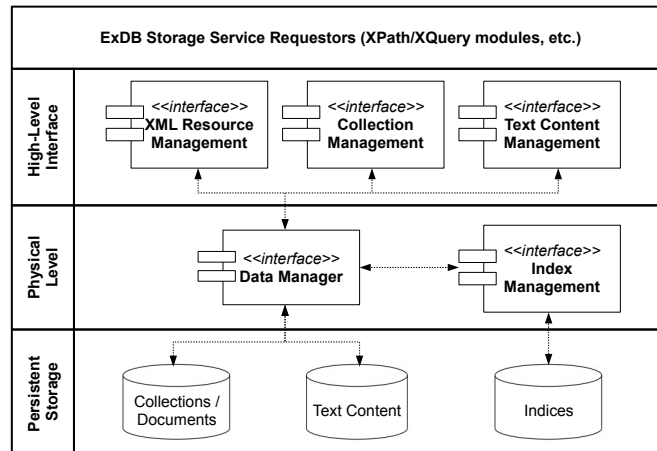 ExDB Storage Service Requestors (XPath/XQuery modules, etc.)
High-Level
Interface
<<interface>>
XML Resource
Management
<<interface>>
Collection
Management
<<interface>>
Text Content
Management
Physical
Level
<<interface>>
Data Manager
<<interface>>
Index
Management
Persistent
Storage
Collections /
Documents
Text Content
Indices